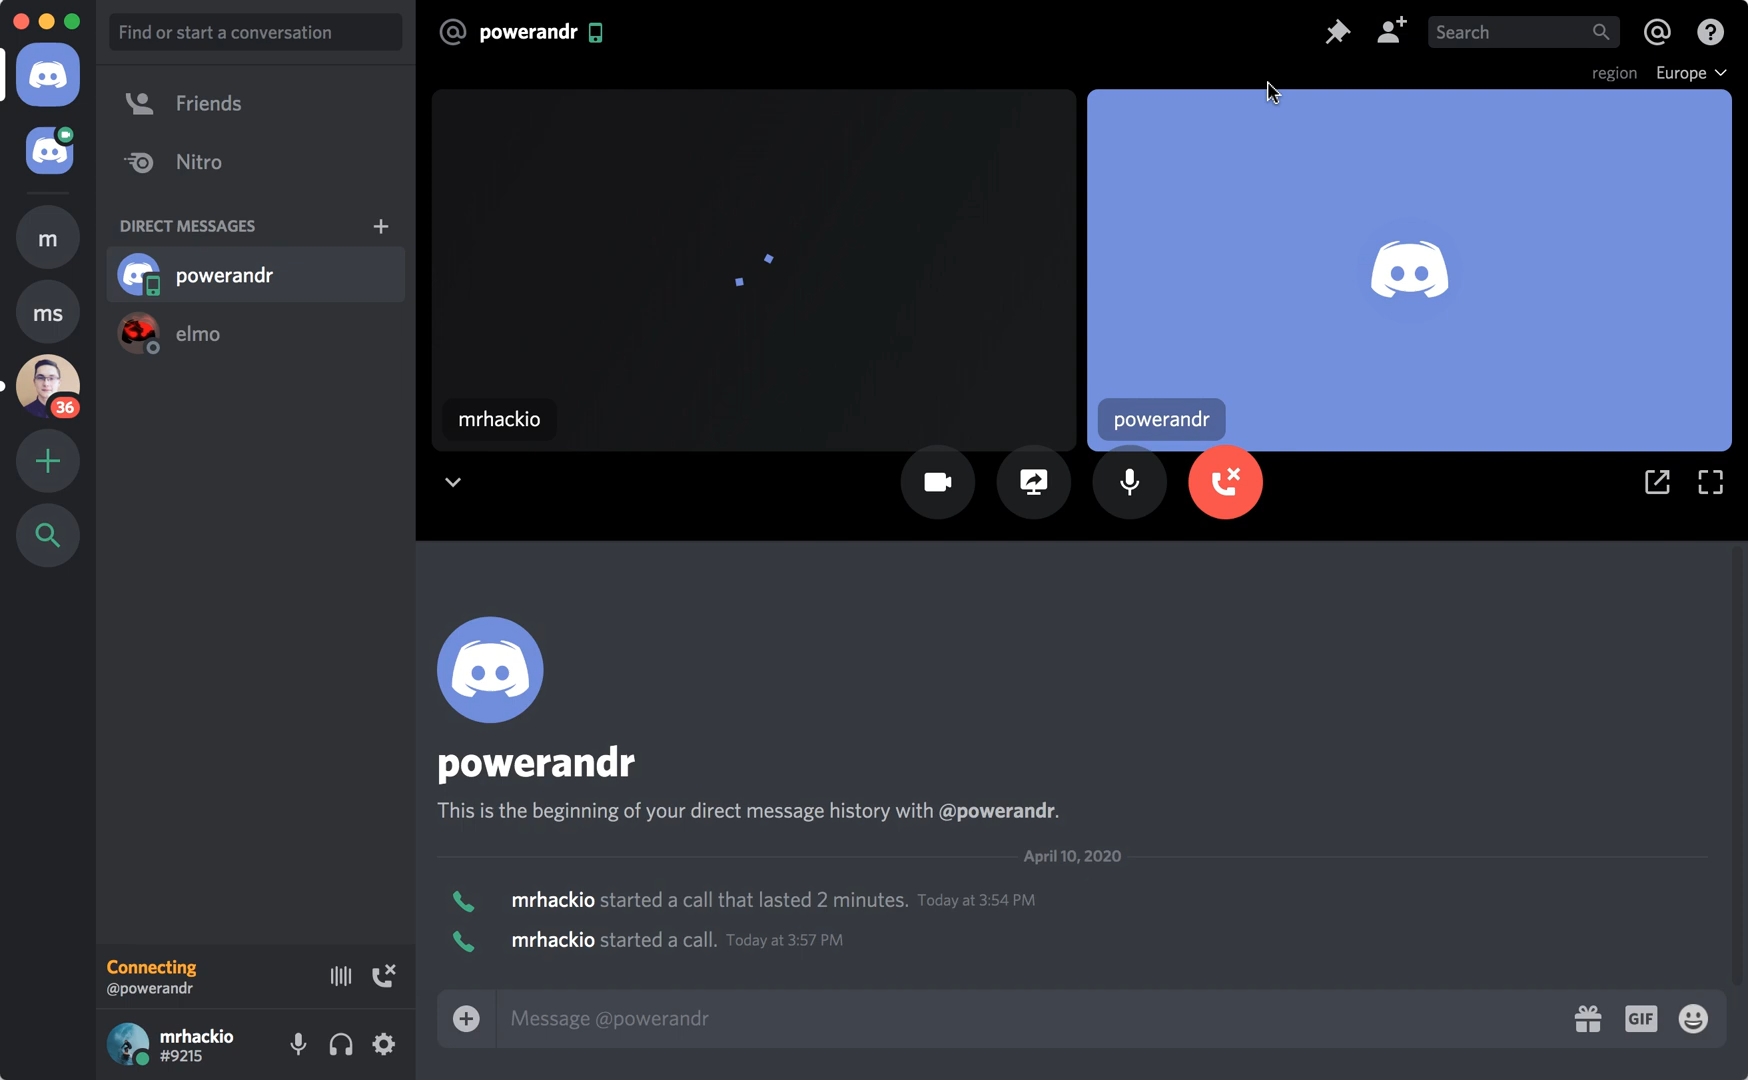 Find or start a conversation
Friends
Nitro
DIRECT MESSAGES
powerandr
elmo
m
ms
36
powerandr
Search
region Europe
mrhackio
powerandr
powerandr
This is the beginning of your direct message history with @powerandr.
April 10, 2020
mrhackio started a call that lasted 2 minutes. Today at 3:54 PM
mrhackio started a call. Today at 3:57 PM
Message @powerandr
GIF
Connecting
@powerandr
mrhackio
#9215